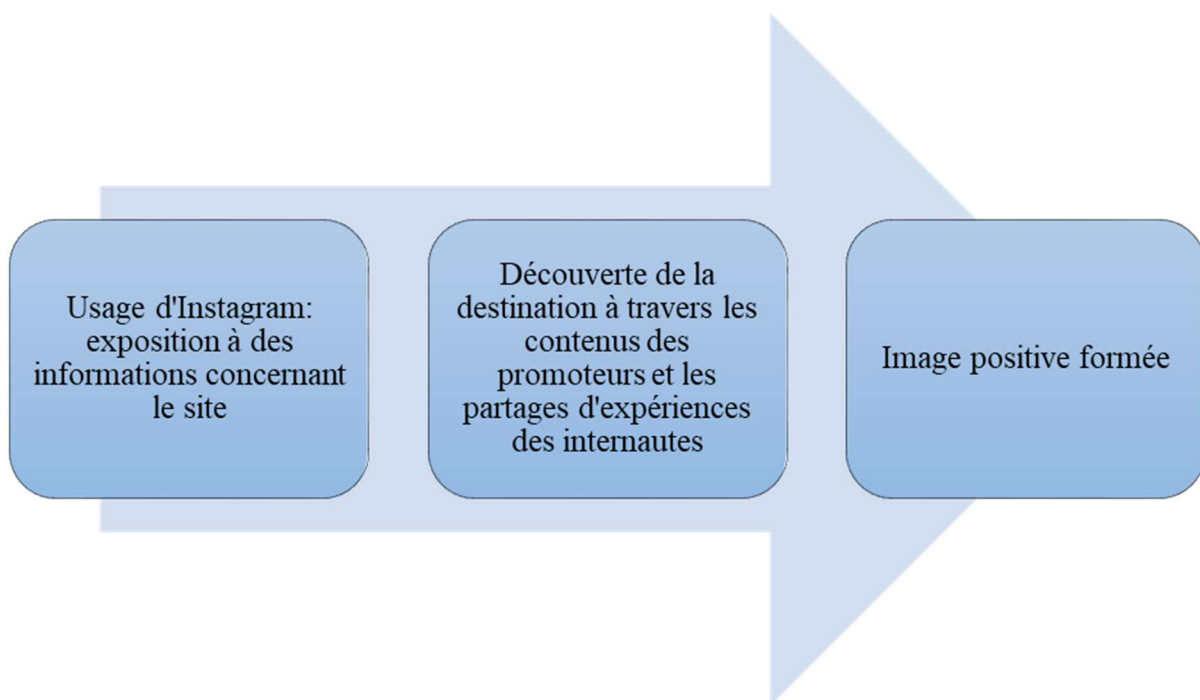 Usage d'Instagram:
exposition à des
informations concernant
le site
Découverte de la
destination à travers les
contenus des
promoteurs et les
partages d'expériences
des internautes
Image positive formée